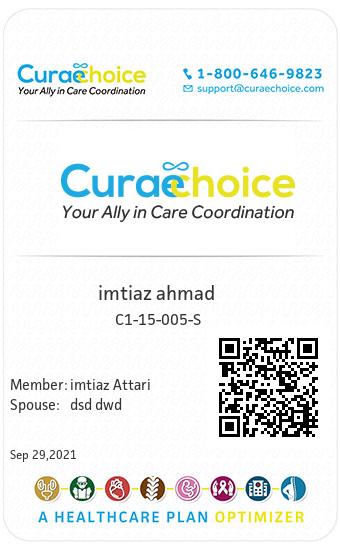 Curaechoice
Your Ally in Care Coordination
1-800-646-9823
support@curaechoice.com
Curaechoice
Your Ally in Care Coordination
imtiaz ahmad
C1-15-005-S
Member: imtiaz Attari
Spouse: dsd dwd
Sep 29,2021
A HEALTHCARE PLAN OPTIMIZER